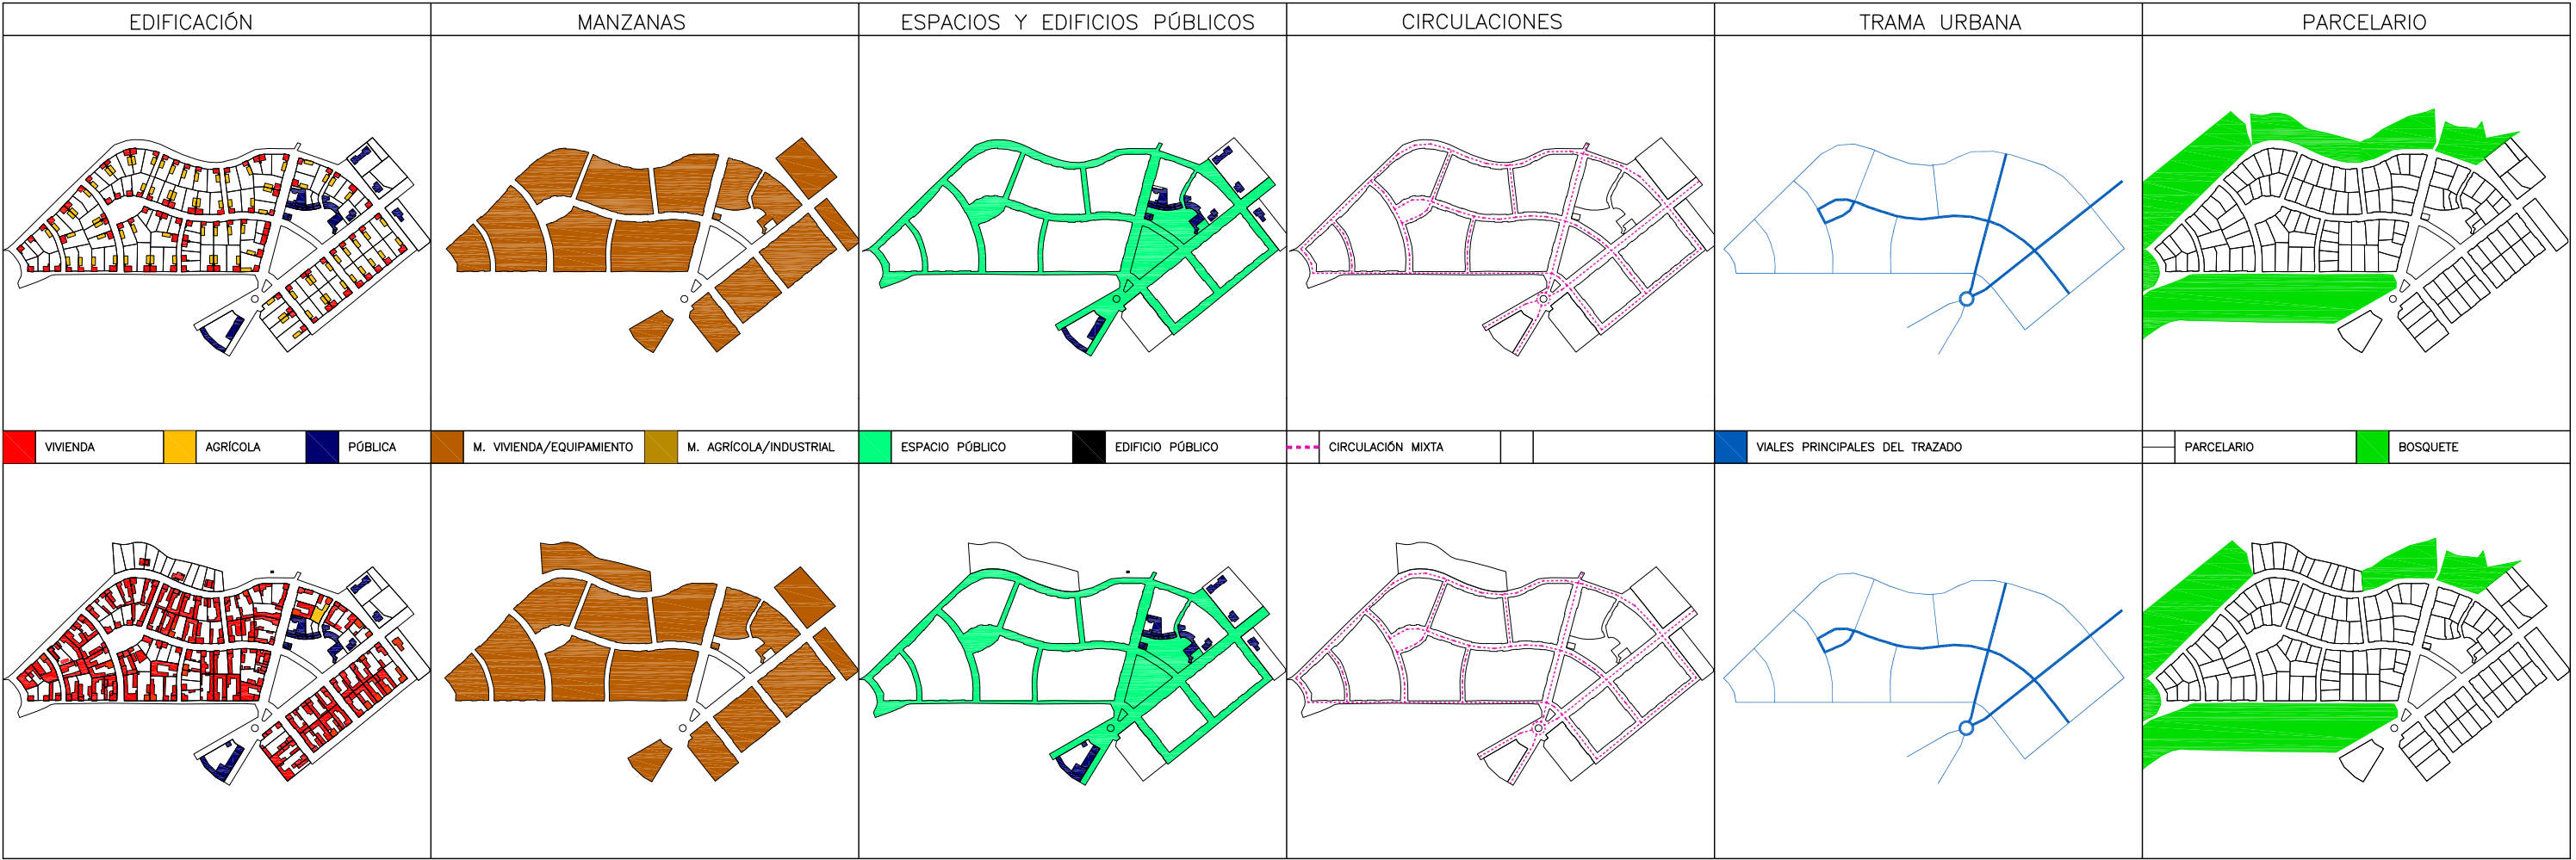 EDIFICACIÓN
MANZANAS
ESPACIOS Y EDIFICIOS PÚBLICOS
CIRCULACIONES
TRAMA URBANA
PARCELARIO
VIVIENDA
AGRÍCOLA
PÚBLICA
M. VIVIENDA/EQUIPAMIENTO
M. AGRÍCOLA/INDUSTRIAL
ESPACIO PÚBLICO
EDIFICIO PÚBLICO
CIRCULACIÓN MIXTA
VIALES PRINCIPALES DEL TRAZADO
PARCELARIO
BOSQUETE